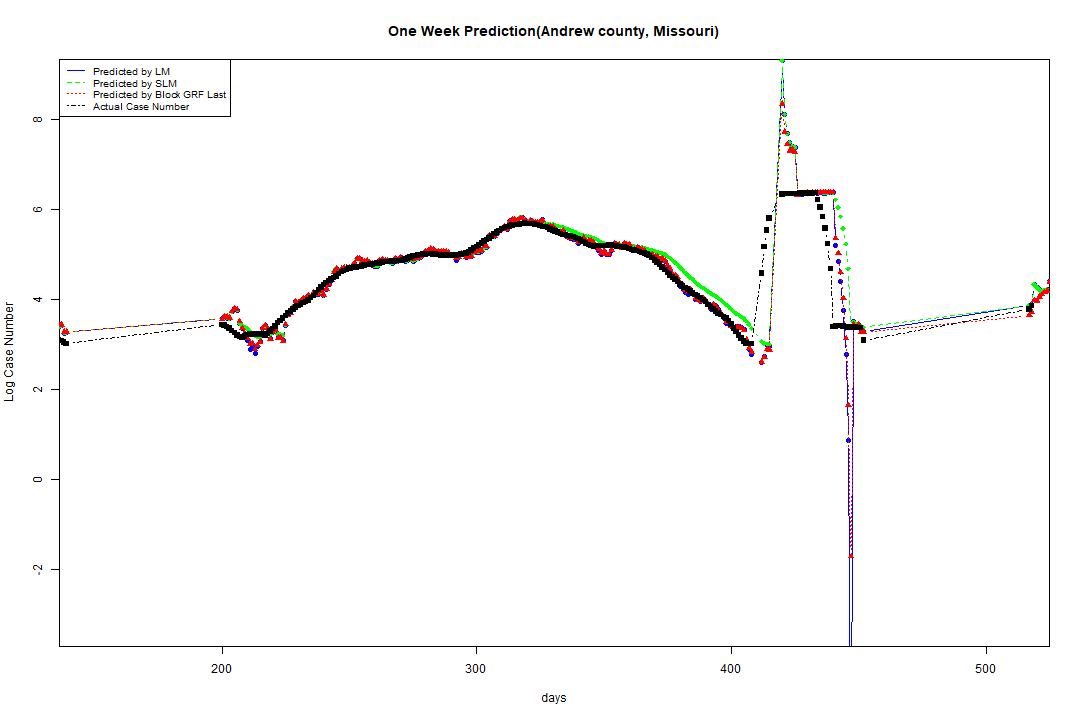 One Week Prediction(Andrew county, Missouri)
Predicted by LM
Predicted by SLM
Predicted by Block GRF Last
Actual Case Number
8
6
4
2
0
-2
Log Case Number
200 300 400 500
days